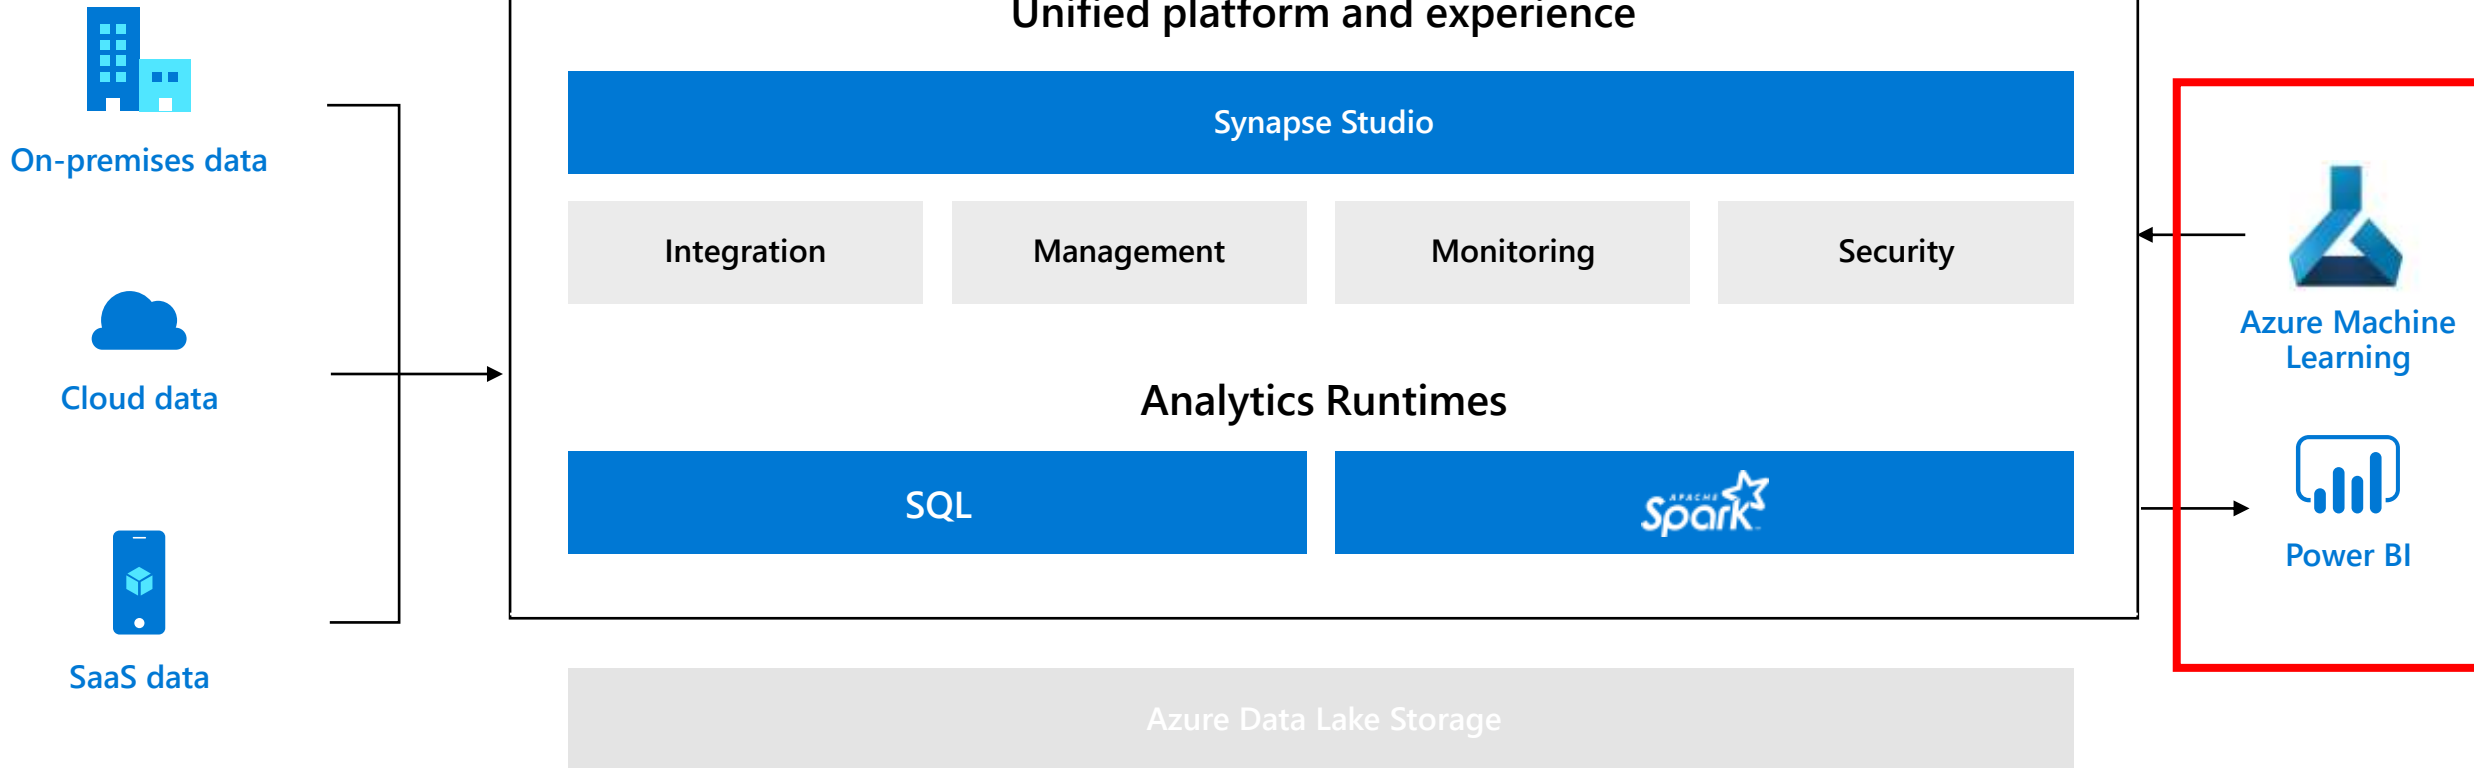 Unified platform and experience
On-premises data
Cloud data
SaaS data
Synapse Studio
Integration
Management
Monitoring
Security
Analytics Runtimes
SQL
APACHE
Spark
Azure Data Lake Storage
Azure Machine
Learning
Power BI